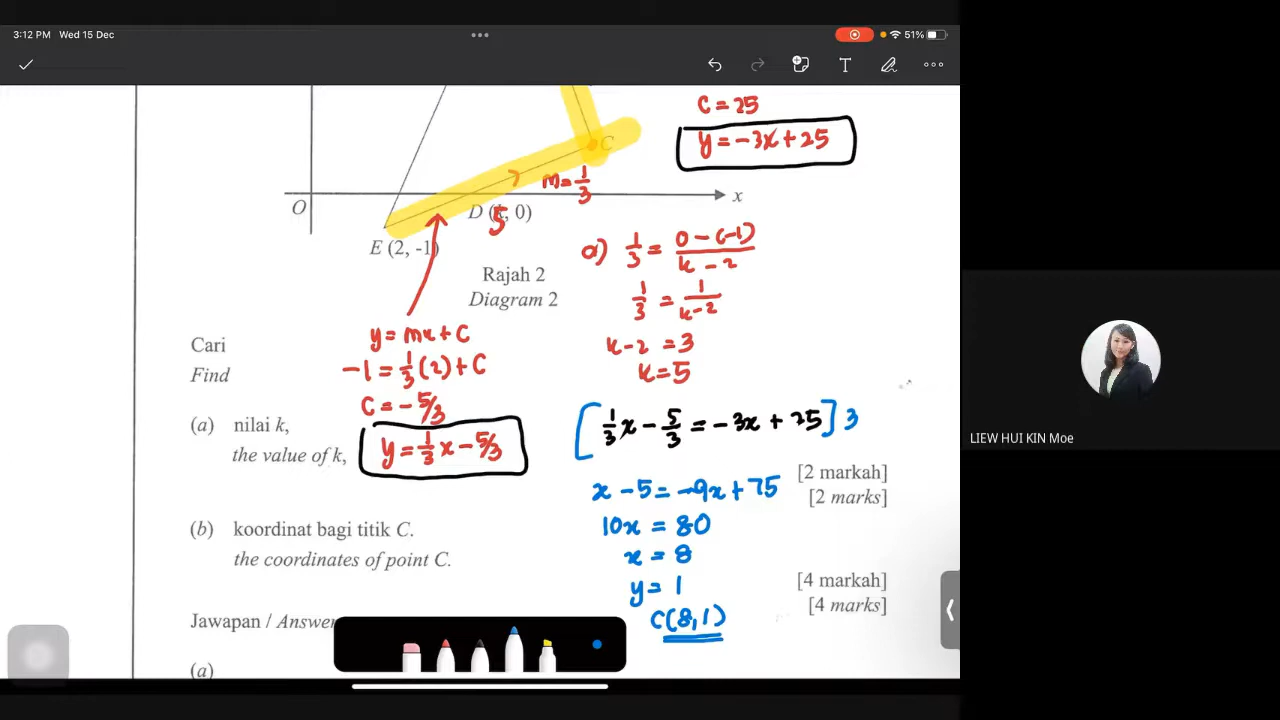 3:12 PM Wed 15 Dec
51%
T
C = 25
y = -3x + 25
C
m = 1/3
O
x
D (k, 0)
5
E (2, -1)
Rajah 2
Diagram 2
a) 1/3 = 0 - (-1) / k - 2
1/3 = 1 / k-2
k-2 = 3
k = 5
y = mx + C
-1 = 1/3 (2) + C
C = - 5/3
y = 1/3 x - 5/3
Cari
Find
(a) nilai k,
the value of k,
[ 1/3 x - 5/3 = -3x + 25 ] 3
[2 markah]
[2 marks]
x - 5 = -9x + 75
10x = 80
x = 8
y = 1
C(8,1)
(b) koordinat bagi titik C.
the coordinates of point C.
[4 markah]
[4 marks]
Jawapan / Answer
(a)
LIEW HUI KIN Moe